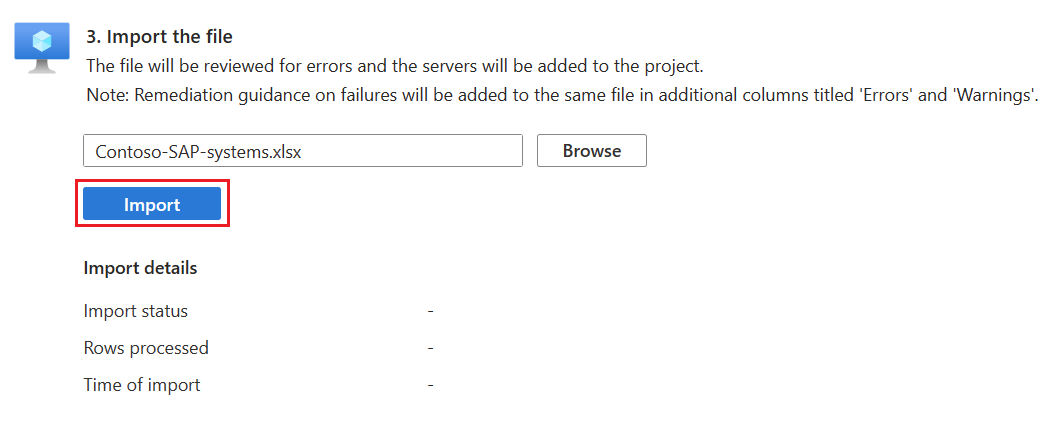 3. Import the file
The file will be reviewed for errors and the servers will be added to the project.
Note: Remediation guidance on failures will be added to the same file in additional columns titled 'Errors' and 'Warnings'.
Contoso-SAP-systems.xlsx
Browse
Import
Import details
Import status -
Rows processed -
Time of import -